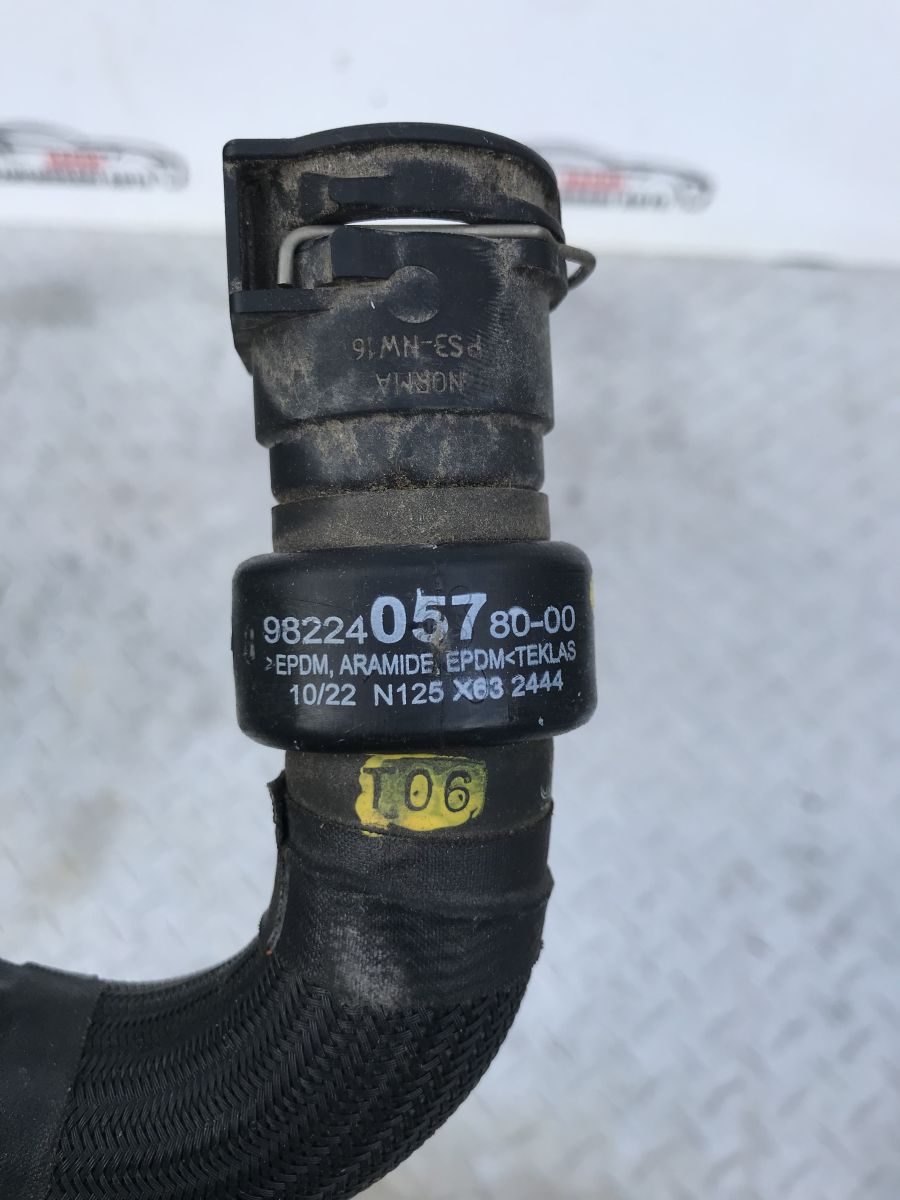 PS3-NW16
NORMA
9822405780-00
>EPDM, ARAMIDE, EPDM<TEKLAS
10/22 N125 X63 2444
T06